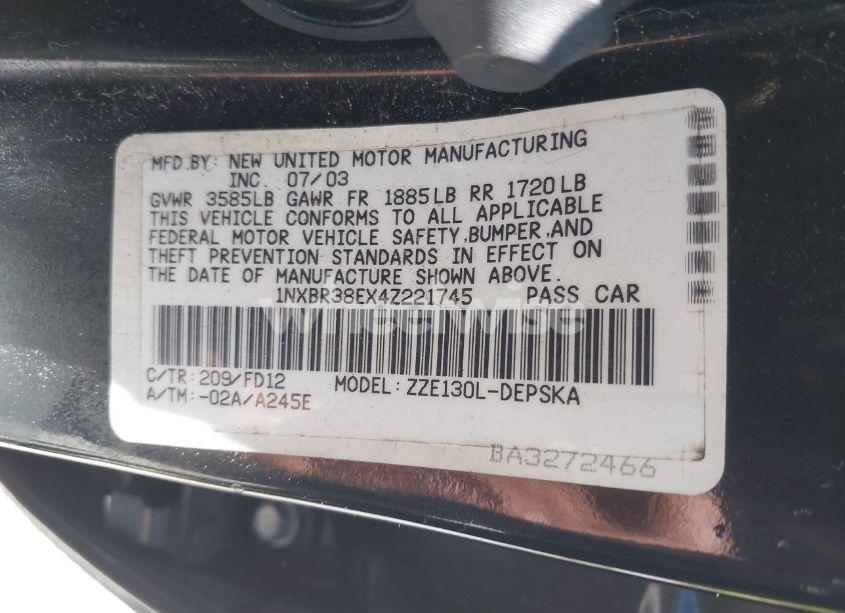 MFD.BY: NEW UNITED MOTOR MANUFACTURING
INC. 07/03
GVWR 3585LB GAWR FR 1885LB RR 1720LB
THIS VEHICLE CONFORMS TO ALL APPLICABLE
FEDERAL MOTOR VEHICLE SAFETY,BUMPER,AND
THEFT PREVENTION STANDARDS IN EFFECT ON
THE DATE OF MANUFACTURE SHOWN ABOVE.
1NXBR38EX4Z221745 PASS CAR
wheelwise
C/TR:209/FD12 MODEL:ZZE130L-DEPSKA
A/TM:-02A/A245E
BA3272466